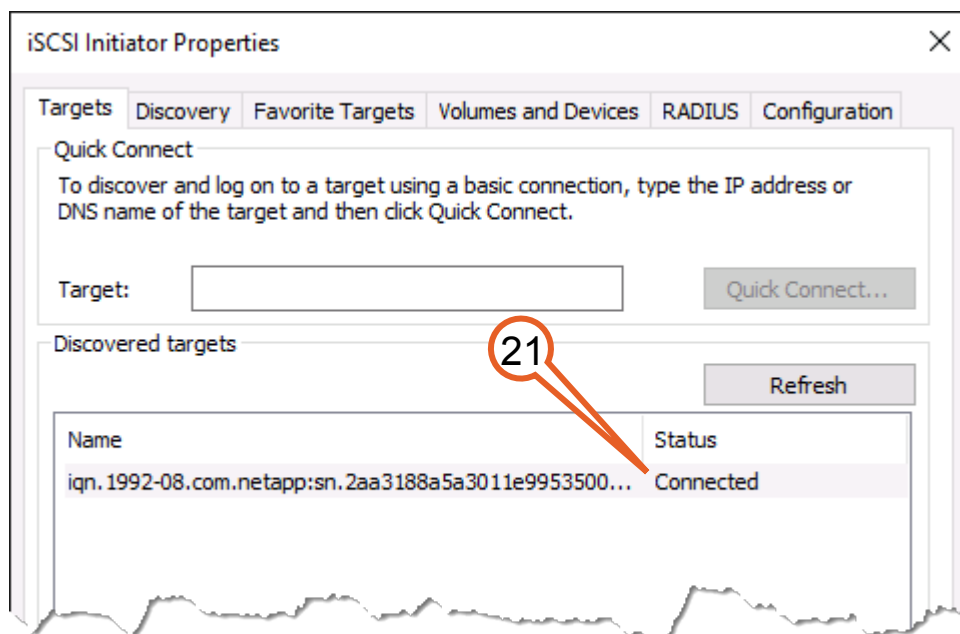 iSCSI Initiator Properties
Targets Discovery Favorite Targets Volumes and Devices RADIUS Configuration
Quick Connect
To discover and log on to a target using a basic connection, type the IP address or
DNS name of the target and then click Quick Connect.
Target: Quick Connect...
Discovered targets
21
Refresh
Name Status
iqn.1992-08.com.netapp:sn.2aa3188a5a3011e9953500... Connected